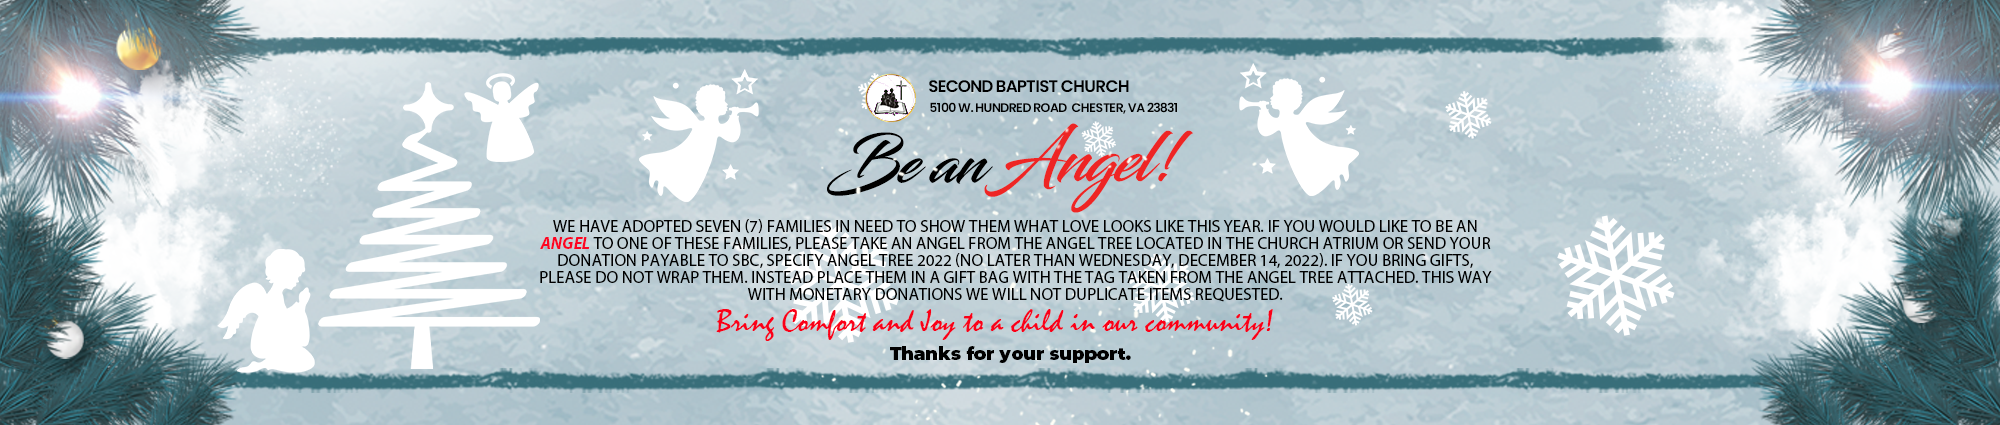 SECOND BAPTIST CHURCH
5100 W. HUNDRED ROAD CHESTER, VA 23831
Be an Angel!
WE HAVE ADOPTED SEVEN (7) FAMILIES IN NEED TO SHOW THEM WHAT LOVE LOOKS LIKE THIS YEAR. IF YOU WOULD LIKE TO BE AN
ANGEL TO ONE OF THESE FAMILIES, PLEASE TAKE AN ANGEL FROM THE ANGEL TREE LOCATED IN THE CHURCH ATRIUM OR SEND YOUR
DONATION PAYABLE TO SBC, SPECIFY ANGEL TREE 2022 (NO LATER THAN WEDNESDAY, DECEMBER 14, 2022). IF YOU BRING GIFTS,
PLEASE DO NOT WRAP THEM. INSTEAD PLACE THEM IN A GIFT BAG WITH THE TAG TAKEN FROM THE ANGEL TREE ATTACHED. THIS WAY
WITH MONETARY DONATIONS WE WILL NOT DUPLICATE ITEMS REQUESTED.
Bring Comfort and Joy to a child in our community!
Thanks for your support.